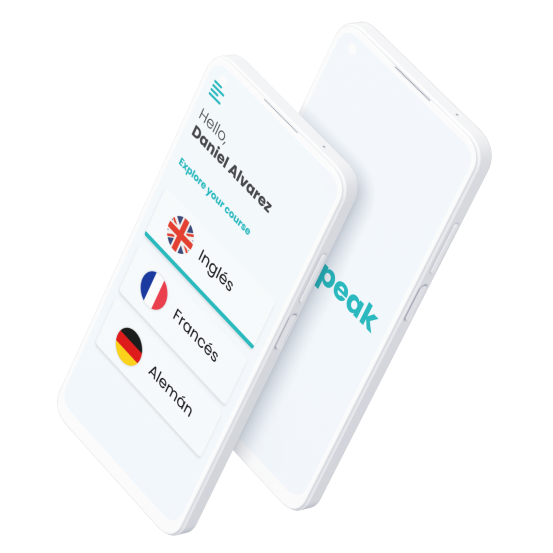 Hello,
Daniel Alvarez
Explore your course
Inglés
Francés
Alemán
peak